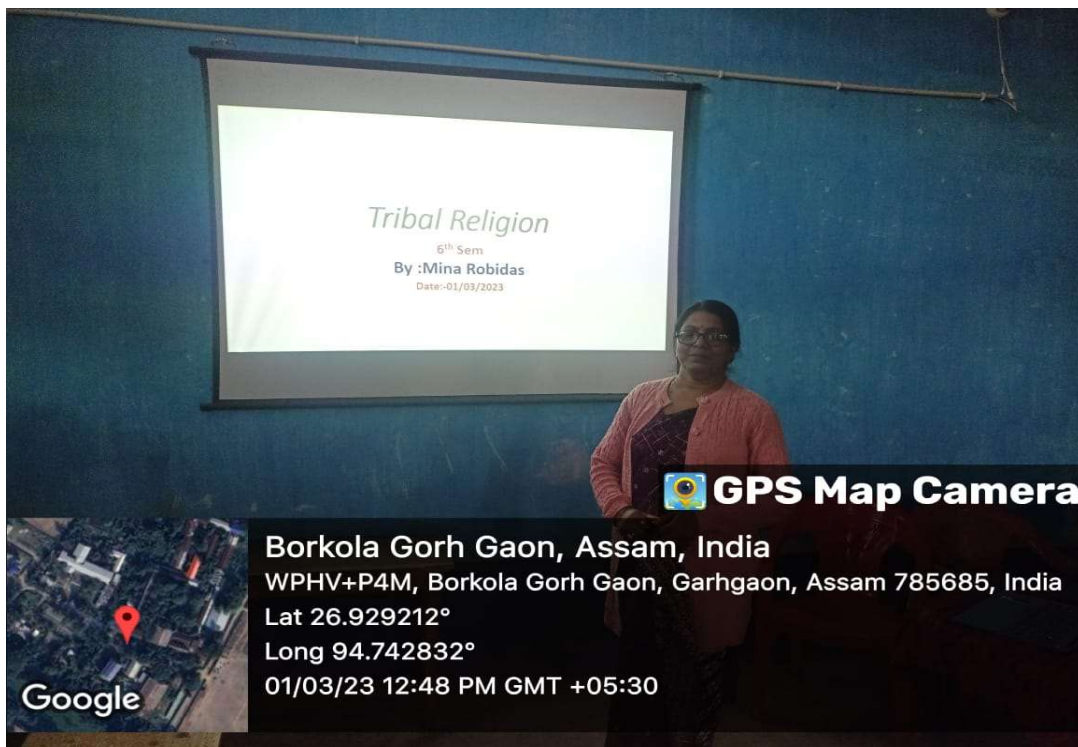 Tribal Religion
6th Sem
By :Mina Robidas
Date:-01/03/2023
GPS Map Camera
Borkola Gorh Gaon, Assam, India
WPHV+P4M, Borkola Gorh Gaon, Garhgaon, Assam 785685, India
Lat 26.929212°
Long 94.742832°
01/03/23 12:48 PM GMT +05:30
Google